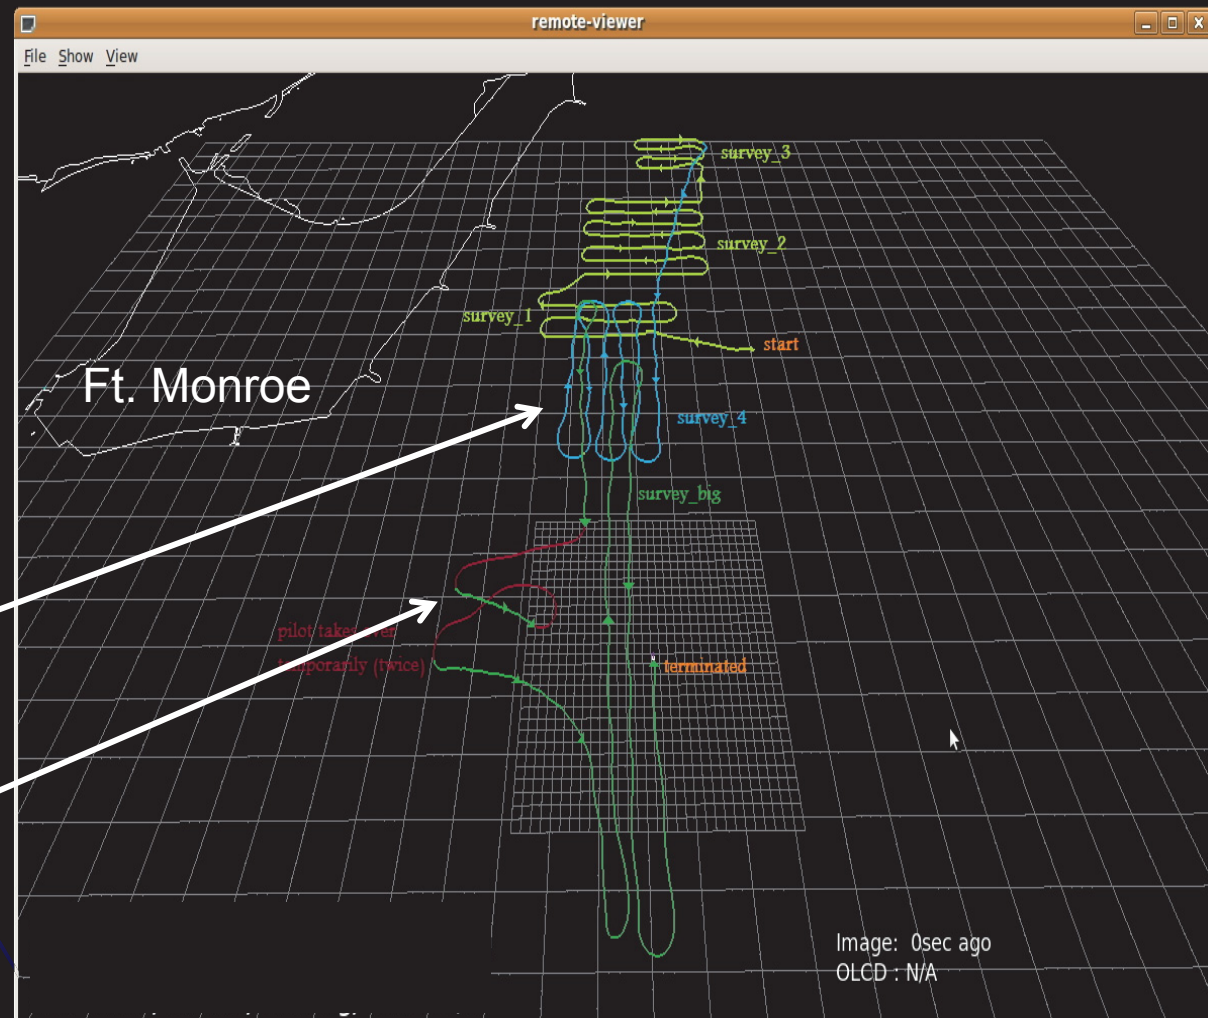 remote-viewer
File Show View
survey_3
survey_2
survey_1
start
Ft. Monroe
survey_4
survey_big
pilot takes over
temporarily (twice)
terminated
Image: 0sec ago
OLCD : N/A